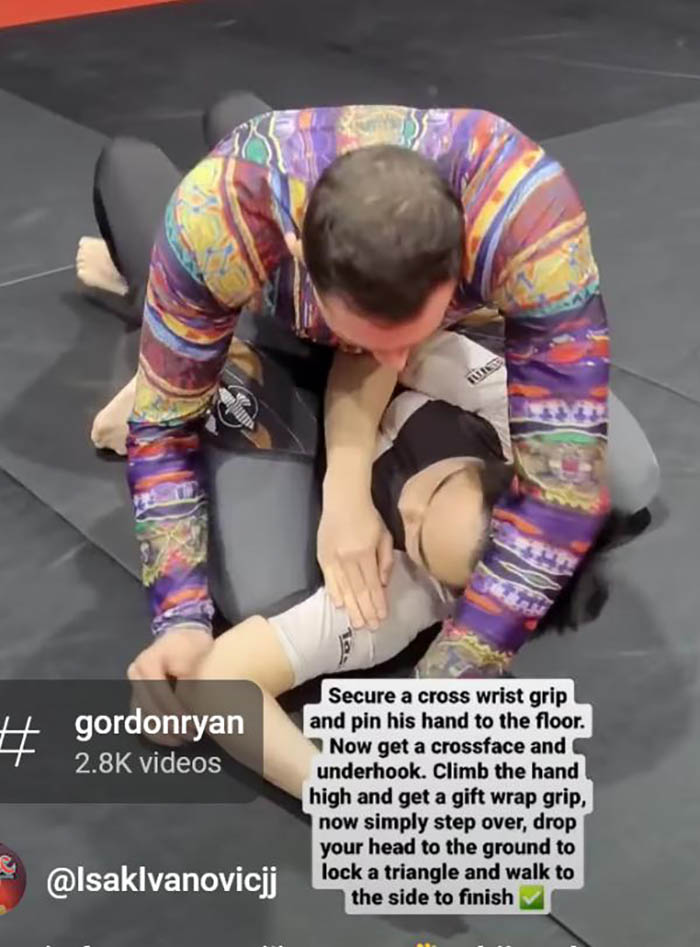 gordonryan
2.8K videos
@IsakIvanovicjj
Secure a cross wrist grip
and pin his hand to the floor.
Now get a crossface and
underhook. Climb the hand
high and get a gift wrap grip,
now simply step over, drop
your head to the ground to
lock a triangle and walk to
the side to finish ✅